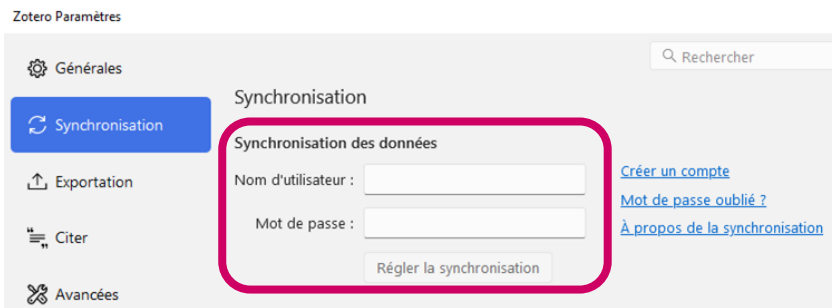 Zotero Paramètres
Rechercher
Générales
Synchronisation
Synchronisation
Synchronisation des données
Nom d'utilisateur :
Créer un compte
Exportation
Mot de passe oublié ?
Mot de passe :
À propos de la synchronisation
Citer
Régler la synchronisation
Avancées